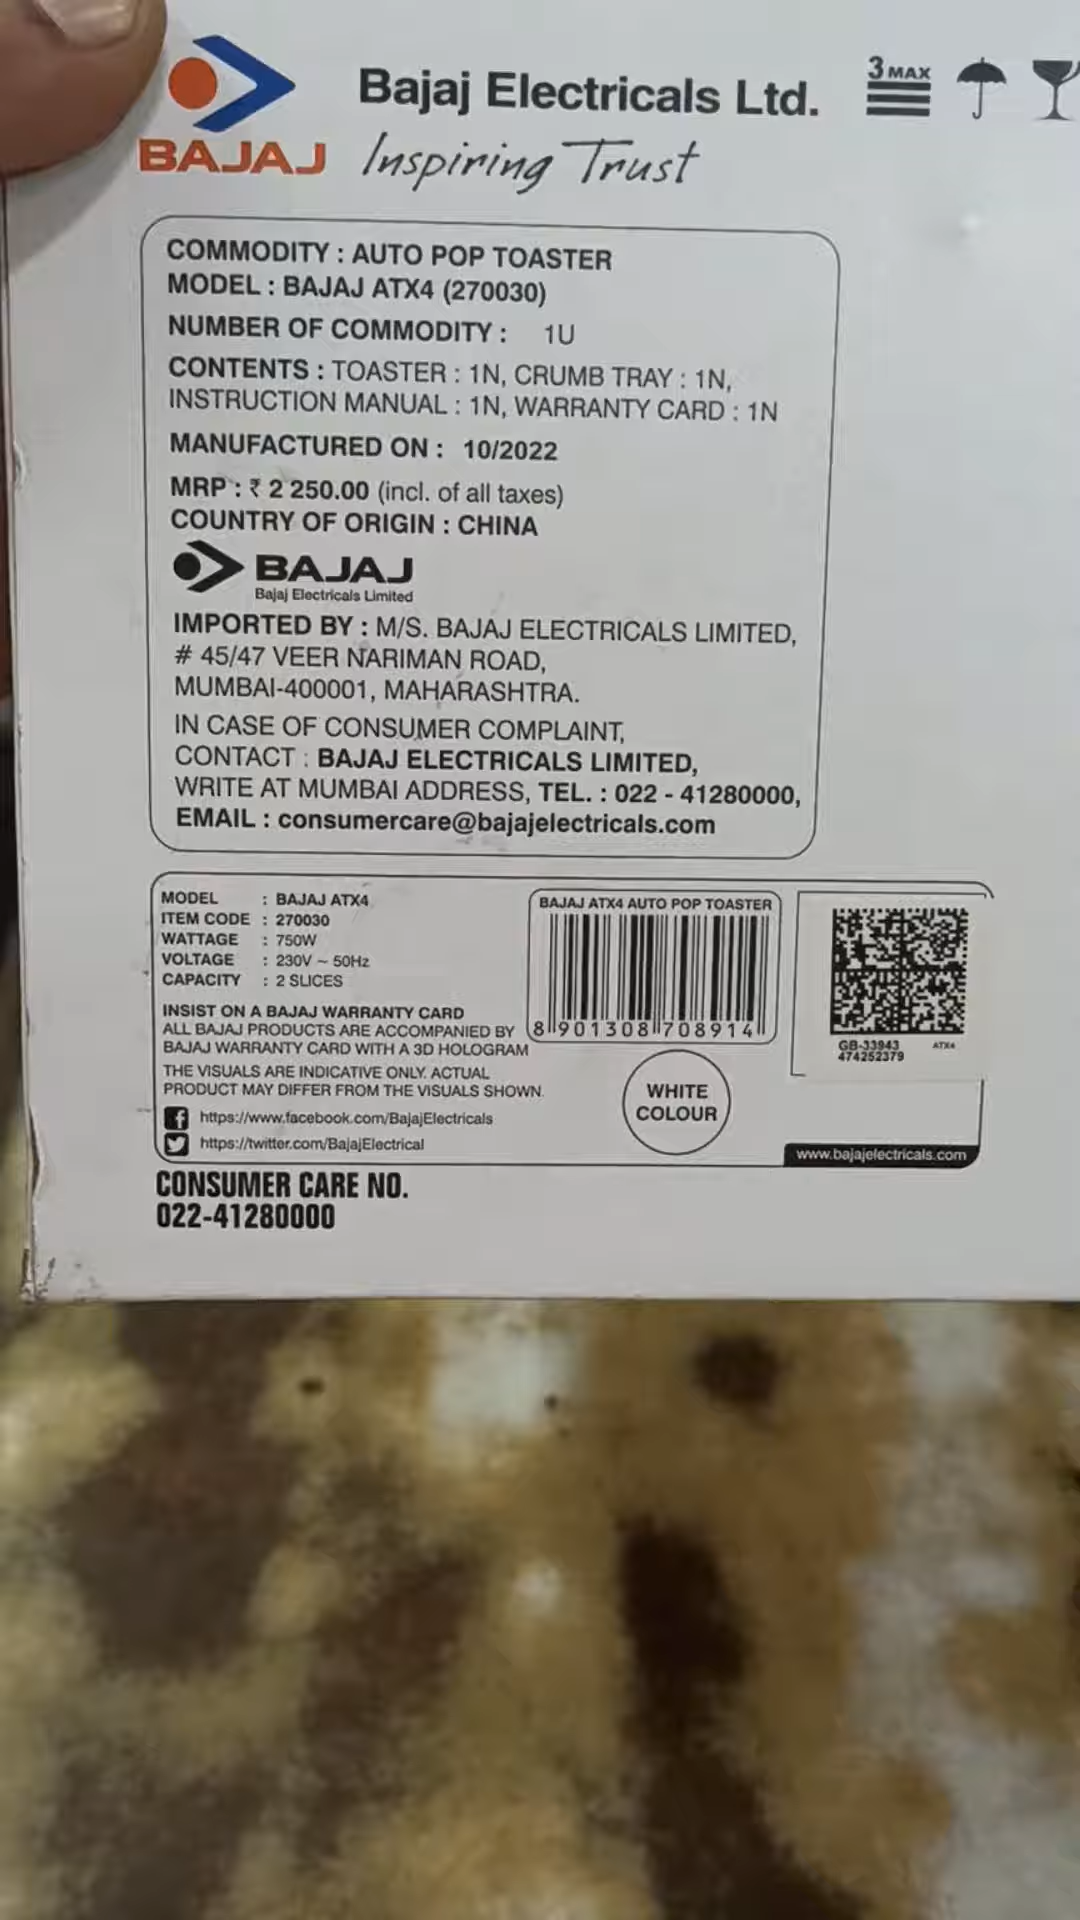 BAJAJ
Bajaj Electricals Ltd.
Inspiring Trust
3 MAX
COMMODITY : AUTO POP TOASTER
MODEL : BAJAJ ATX4 (270030)
NUMBER OF COMMODITY : 1U
CONTENTS : TOASTER : 1N, CRUMB TRAY : 1N,
INSTRUCTION MANUAL : 1N, WARRANTY CARD : 1N
MANUFACTURED ON : 10/2022
MRP : ₹ 2 250.00 (incl. of all taxes)
COUNTRY OF ORIGIN : CHINA
BAJAJ
Bajaj Electricals Limited
IMPORTED BY : M/S. BAJAJ ELECTRICALS LIMITED,
# 45/47 VEER NARIMAN ROAD,
MUMBAI-400001, MAHARASHTRA.
IN CASE OF CONSUMER COMPLAINT,
CONTACT : BAJAJ ELECTRICALS LIMITED,
WRITE AT MUMBAI ADDRESS, TEL. : 022 - 41280000,
EMAIL : consumercare@bajajelectricals.com
MODEL : BAJAJ ATX4
ITEM CODE : 270030
WATTAGE : 750W
VOLTAGE : 230V ~ 50Hz
CAPACITY : 2 SLICES
INSIST ON A BAJAJ WARRANTY CARD
ALL BAJAJ PRODUCTS ARE ACCOMPANIED BY
BAJAJ WARRANTY CARD WITH A 3D HOLOGRAM
THE VISUALS ARE INDICATIVE ONLY. ACTUAL
PRODUCT MAY DIFFER FROM THE VISUALS SHOWN.
https://www.facebook.com/BajajElectricals
https://twitter.com/BajajElectrical
BAJAJ ATX4 AUTO POP TOASTER
8 901308 708914
WHITE
COLOUR
GB-33943 ATX4
474252379
www.bajajelectricals.com
CONSUMER CARE NO.
022-41280000